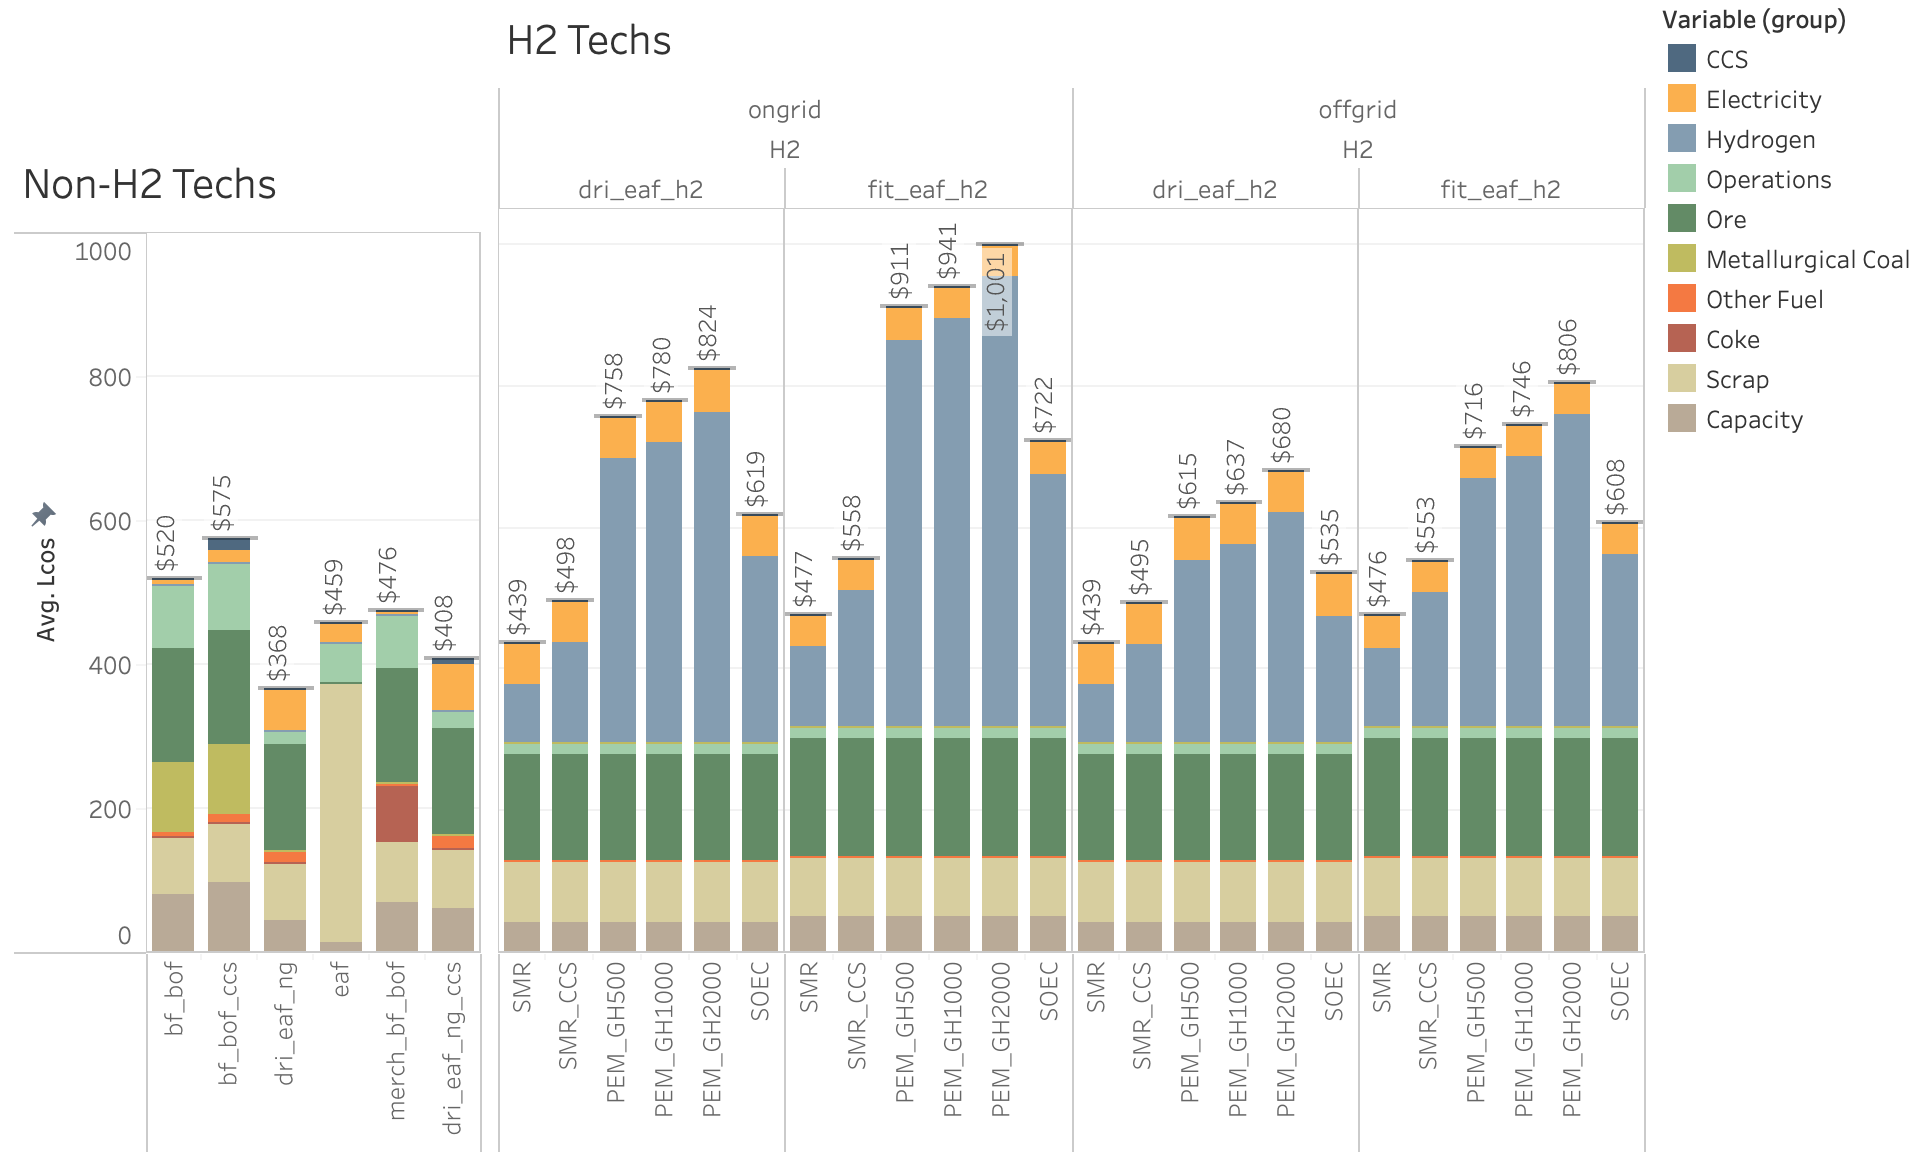 H2 Techs
Non-H2 Techs
ongrid
offgrid
H2
H2
dri_eaf_h2
fit_eaf_h2
dri_eaf_h2
fit_eaf_h2
Avg. Lcos
1000
800
600
400
200
0
$520
$575
$368
$459
$476
$408
$439
$498
$758
$780
$824
$619
$477
$558
$911
$941
$1,001
$722
$439
$495
$615
$637
$680
$535
$476
$553
$716
$746
$806
$608
bf_bof
bf_bof_ccs
dri_eaf_ng
eaf
merch_bf_bof
dri_eaf_ng_ccs
SMR
SMR_CCS
PEM_GH500
PEM_GH1000
PEM_GH2000
SOEC
SMR
SMR_CCS
PEM_GH500
PEM_GH1000
PEM_GH2000
SOEC
SMR
SMR_CCS
PEM_GH500
PEM_GH1000
PEM_GH2000
SOEC
SMR
SMR_CCS
PEM_GH500
PEM_GH1000
PEM_GH2000
SOEC
Variable (group)
CCS
Electricity
Hydrogen
Operations
Ore
Metallurgical Coal
Other Fuel
Coke
Scrap
Capacity